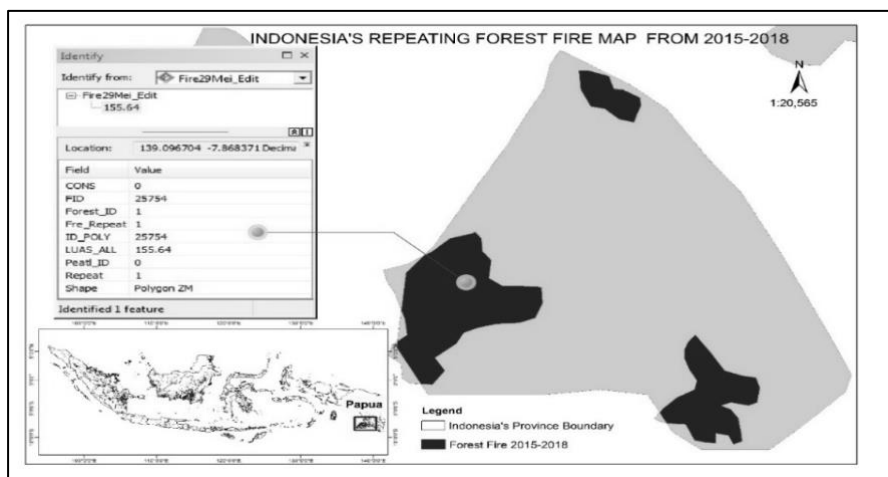 INDONESIA'S REPEATING FOREST FIRE MAP FROM 2015-2018
Identify
Identify from: Fire29Mei_Edit
Fire29Mei_Edit
155.64
Location: 139.096704 -7.868371 Decima
Field Value
CONS 0
FID 25754
Forest_ID 1
Fre_Repeat 1
ID_POLY 25754
LUAS_ALL 155.64
Peatl_ID 0
Repeat 1
Shape Polygon ZM
Identified 1 feature
N
1:20,565
Papua
Legend
Indonesia's Province Boundary
Forest Fire 2015-2018